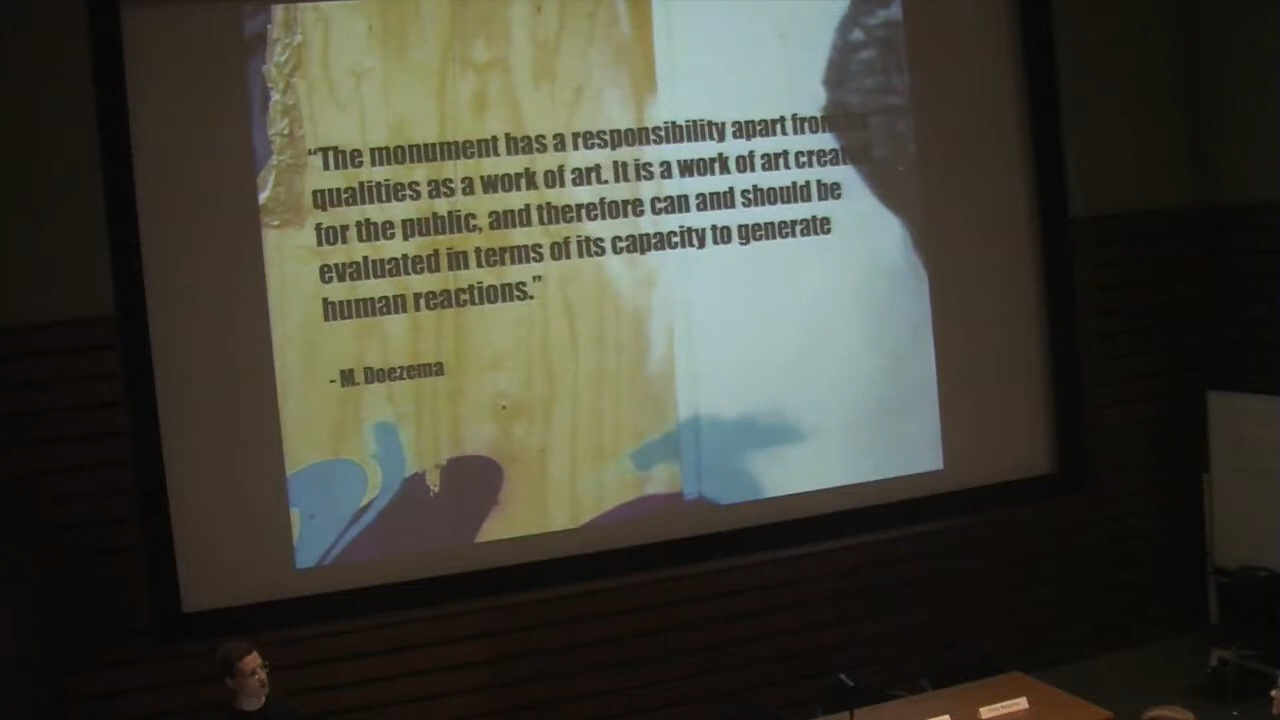 “The monument has a responsibility apart from
qualities as a work of art. It is a work of art
for the public, and therefore can and should be
evaluated in terms of its capacity to generate
human reactions.”
- M. Doezema